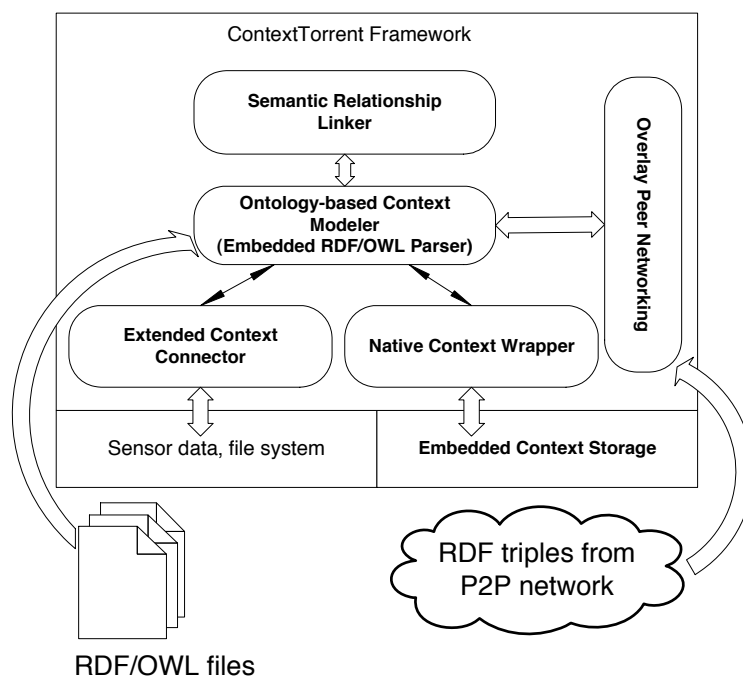 ContextTorrent Framework
Semantic Relationship
Linker
Overlay Peer Networking
Ontology-based Context
Modeler
(Embedded RDF/OWL Parser)
Extended Context
Connector
Native Context Wrapper
Sensor data, file system
Embedded Context Storage
RDF triples from
P2P network
RDF/OWL files